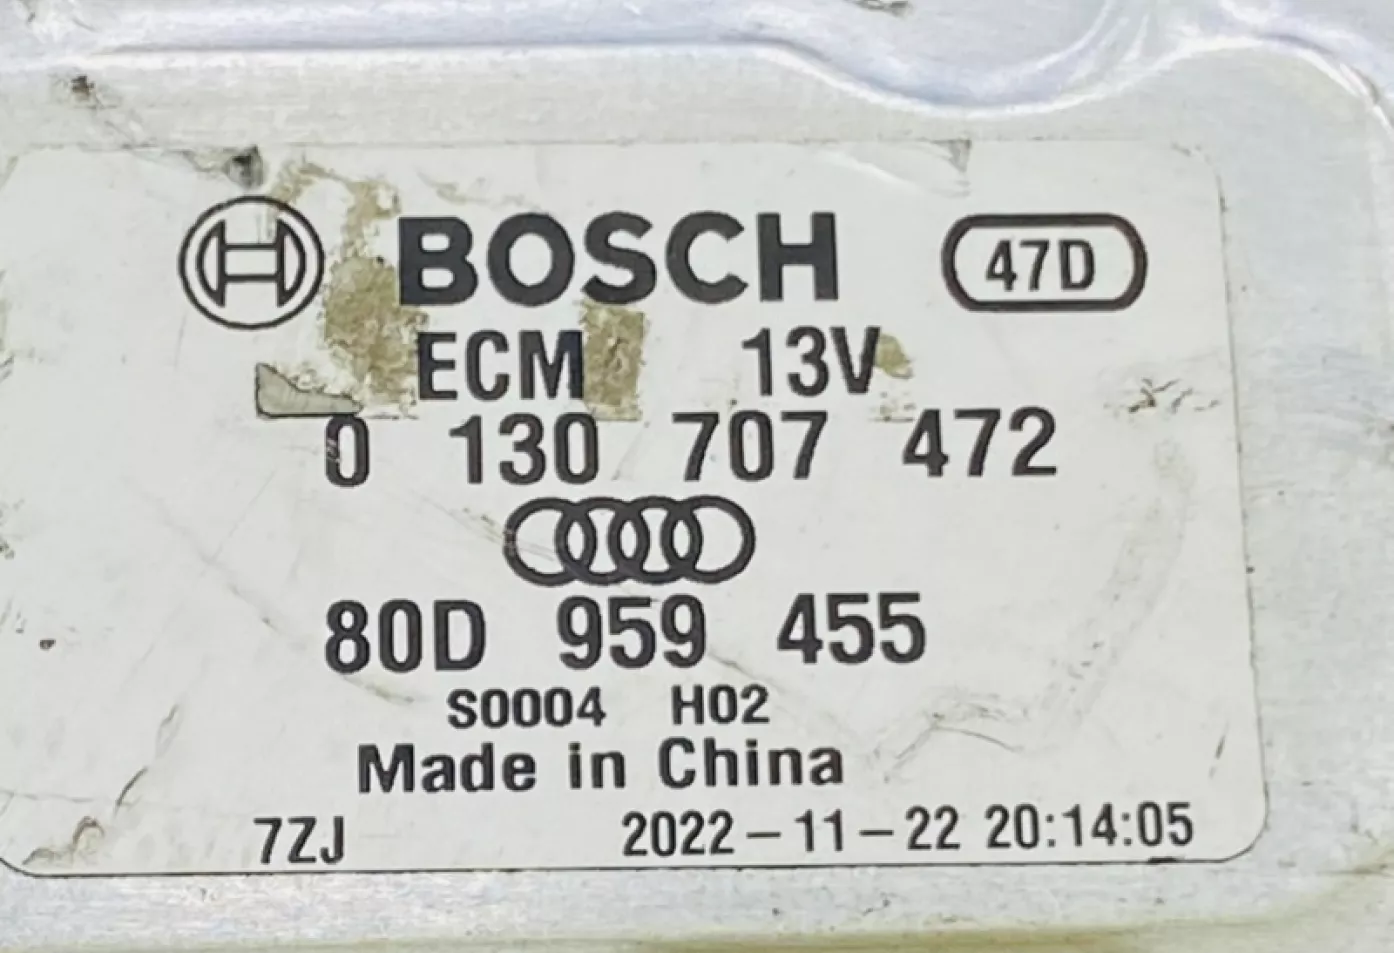 BOSCH 47D
ECM 13V
0 130 707 472
80D 959 455
S0004 H02
Made in China
7ZJ 2022-11-22 20:14:05